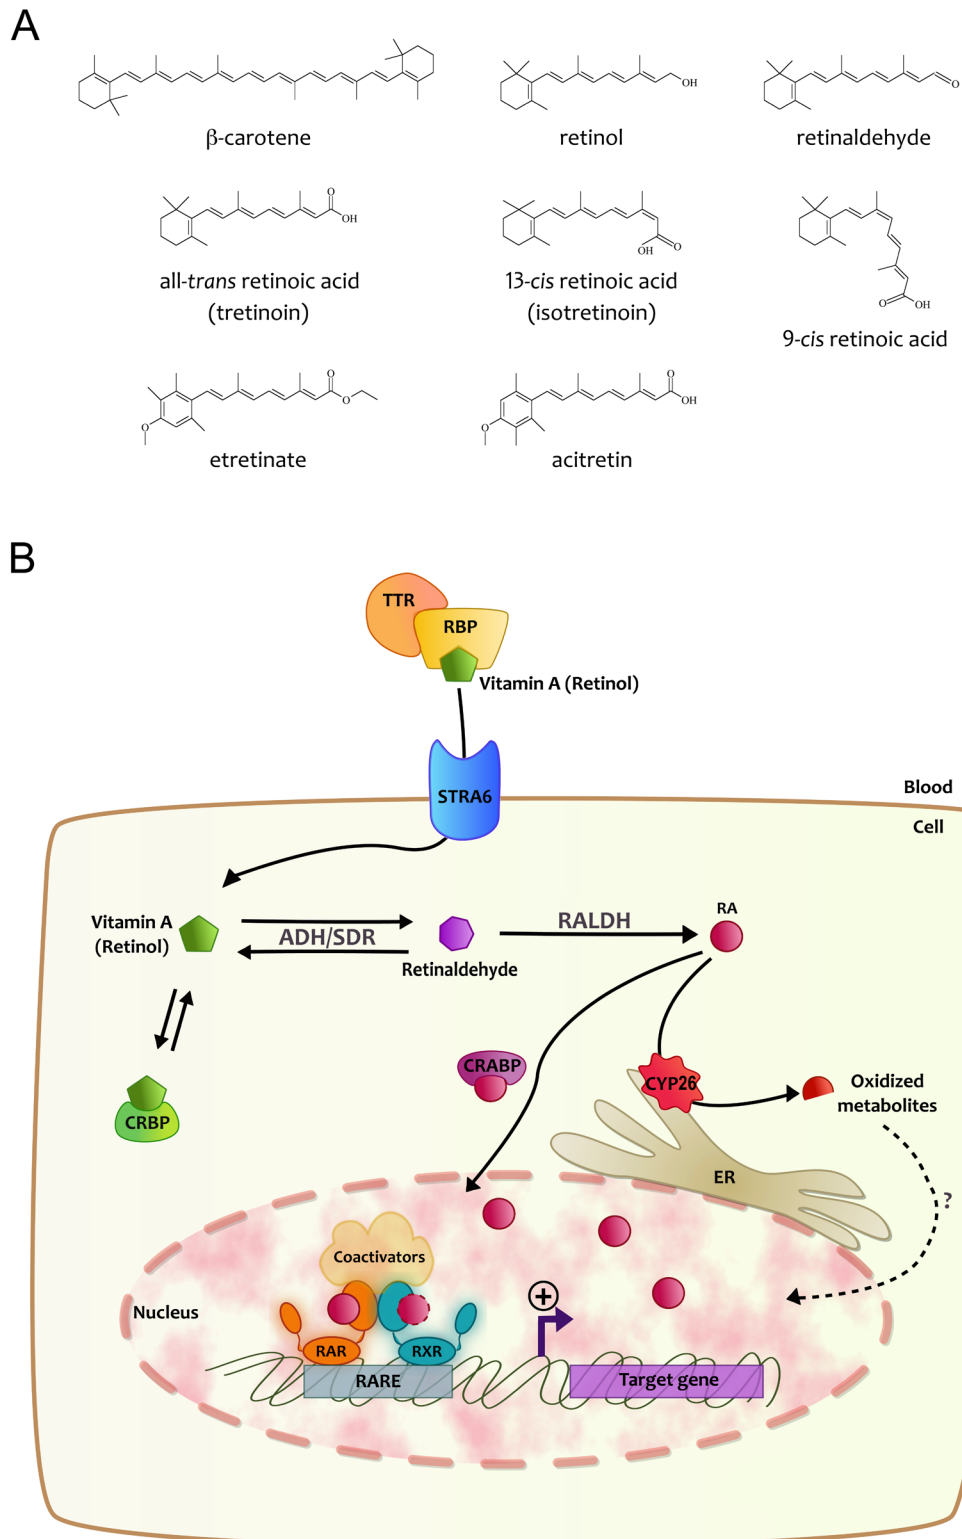 A
OH
O
β-carotene
retinol
retinaldehyde
O
OH
O
OH
all-trans retinoic acid
(tretinoin)
13-cis retinoic acid
(isotretinoin)
O
OH
9-cis retinoic acid
O
O
O
etretinate
O
OH
O
acitretin
B
TTR
RBP
Vitamin A (Retinol)
STRA6
Blood
Cell
Vitamin A
(Retinol)
ADH/SDR
Retinaldehyde
RALDH
RA
CRBP
CRABP
CYP26
Oxidized
metabolites
ER
?
Coactivators
Nucleus
+
RAR
RXR
RARE
Target gene